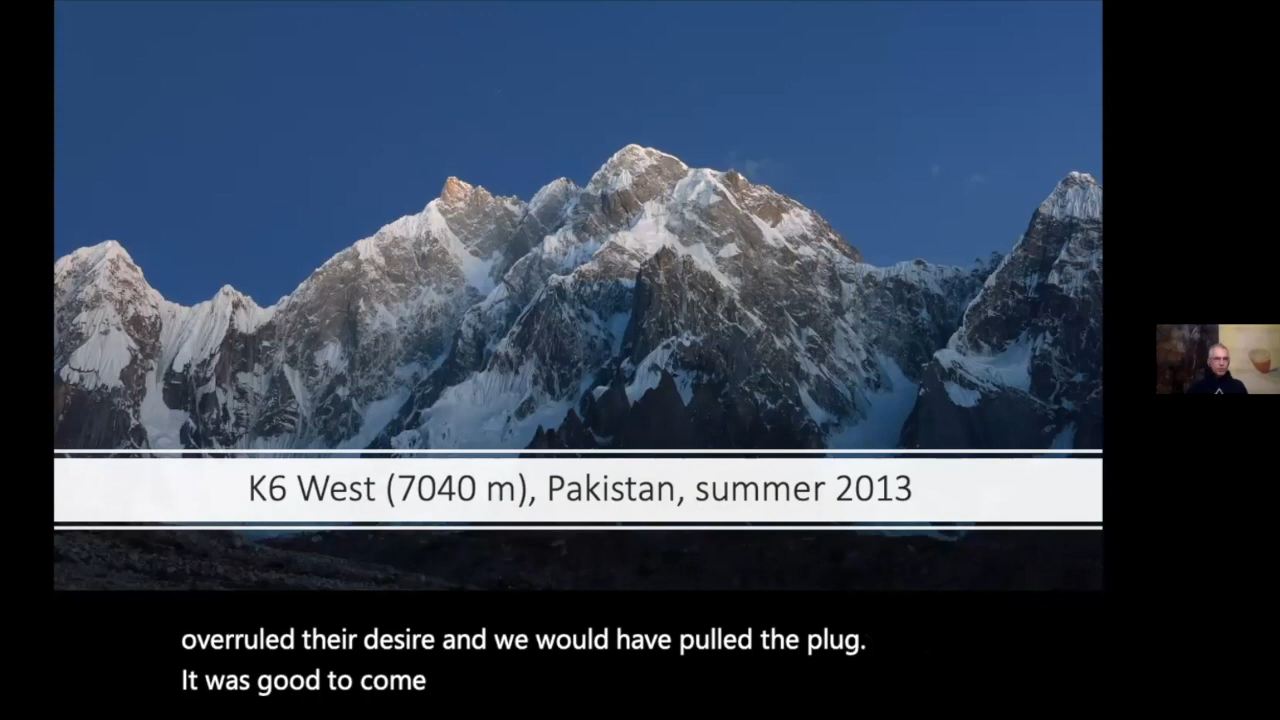 K6 West (7040 m), Pakistan, summer 2013
overruled their desire and we would have pulled the plug.
It was good to come